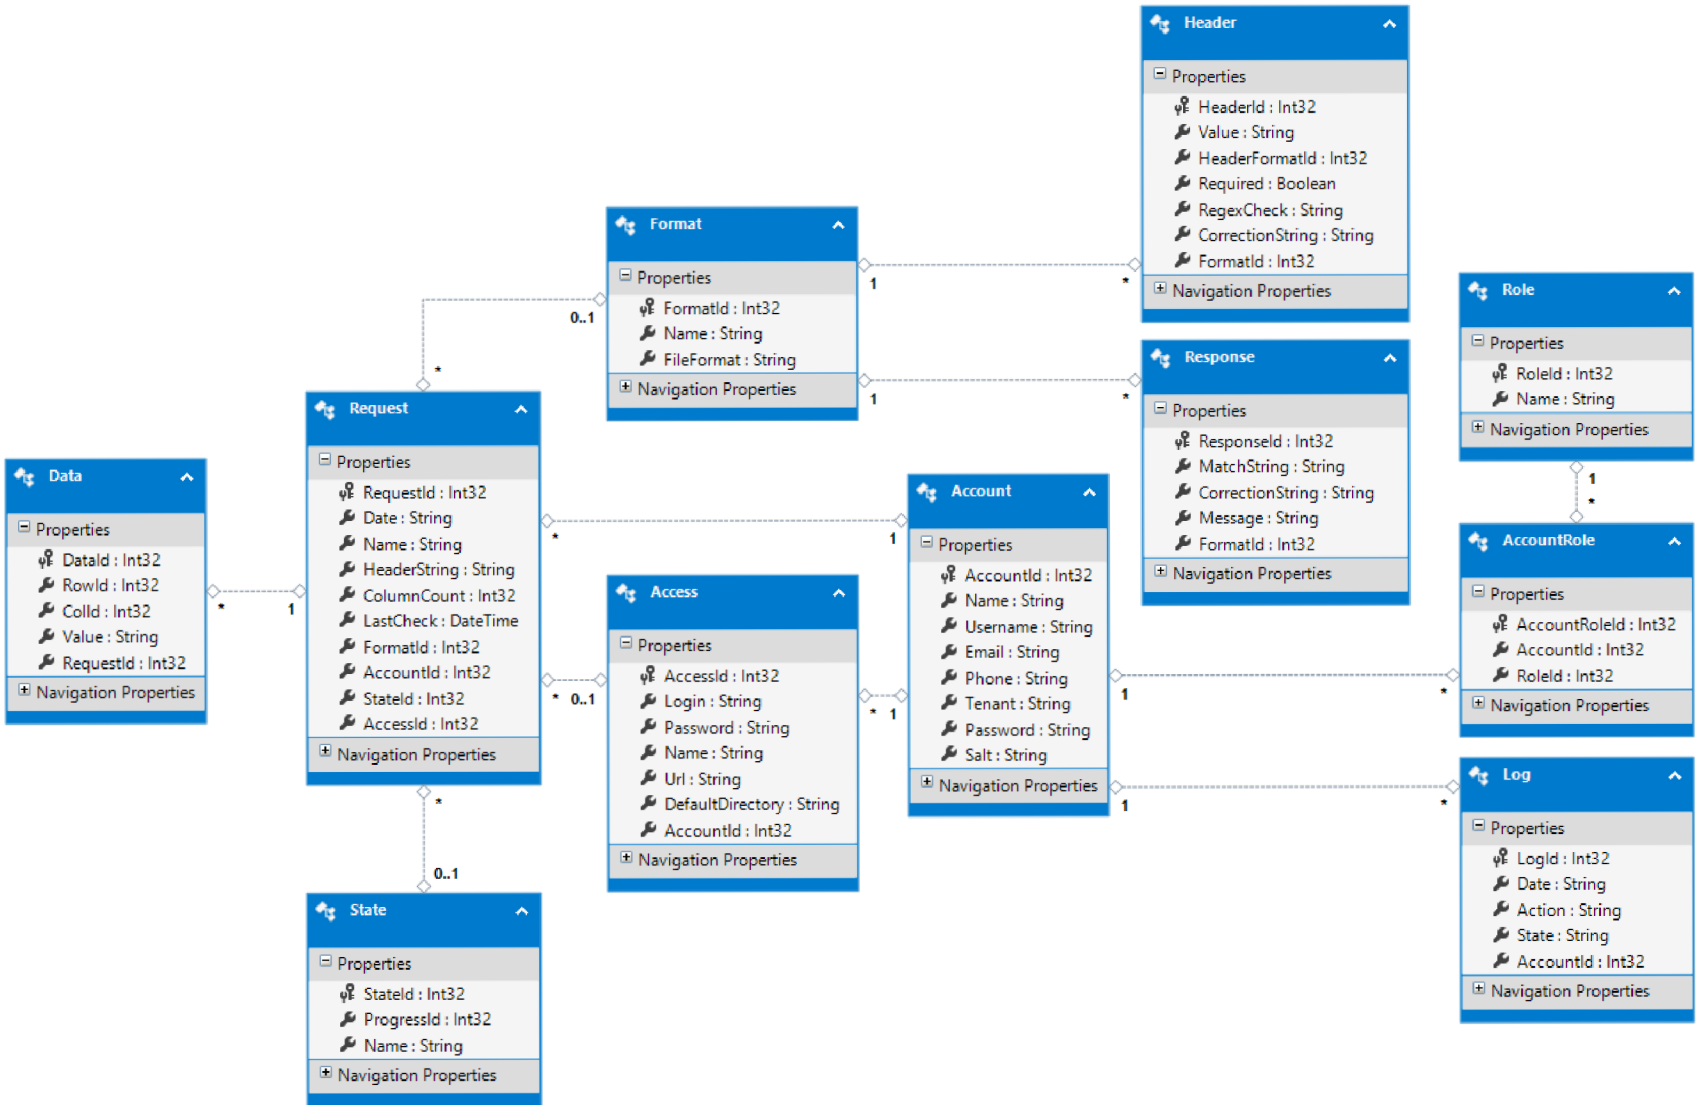 Header
Properties
HeaderId : Int32
Value : String
HeaderFormatId : Int32
Required : Boolean
RegexCheck : String
CorrectionString : String
FormatId : Int32
Navigation Properties
Format
Properties
FormatId : Int32
Name : String
FileFormat : String
Navigation Properties
1
*
0..1
*
1
*
Response
Properties
ResponseId : Int32
MatchString : String
CorrectionString : String
Message : String
FormatId : Int32
Navigation Properties
Role
Properties
RoleId : Int32
Name : String
Navigation Properties
1
*
Request
Properties
RequestId : Int32
Date : String
Name : String
HeaderString : String
ColumnCount : Int32
LastCheck : DateTime
FormatId : Int32
AccountId : Int32
StateId : Int32
AccessId : Int32
Navigation Properties
Data
Properties
DataId : Int32
RowId : Int32
ColId : Int32
Value : String
RequestId : Int32
Navigation Properties
*
1
*
1
* 0..1
Access
Properties
AccessId : Int32
Login : String
Password : String
Name : String
Url : String
DefaultDirectory : String
AccountId : Int32
Navigation Properties
* 1
Account
Properties
AccountId : Int32
Name : String
Username : String
Email : String
Phone : String
Tenant : String
Password : String
Salt : String
Navigation Properties
1
*
1
*
AccountRole
Properties
AccountRoleId : Int32
AccountId : Int32
RoleId : Int32
Navigation Properties
Log
Properties
LogId : Int32
Date : String
Action : String
State : String
AccountId : Int32
Navigation Properties
*
0..1
State
Properties
StateId : Int32
ProgressId : Int32
Name : String
Navigation Properties